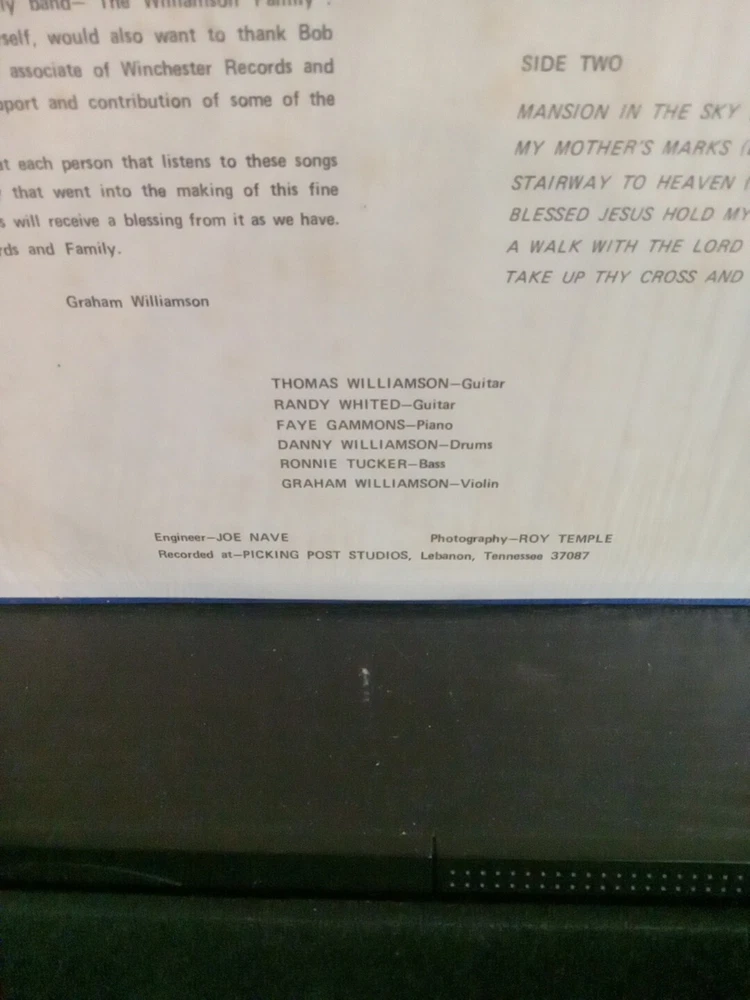 Band— The Williamson Family".
would also want to thank Bob
associate of Winchester Records and
and contribution of some of the
each person that listens to these songs
that went into the making of this fine
will receive a blessing from it as we have.
and Family.
Graham Williamson
SIDE TWO
MANSION IN THE SKY
MY MOTHER'S MARKS
STAIRWAY TO HEAVEN
BLESSED JESUS HOLD MY
A WALK WITH THE LORD
TAKE UP THY CROSS AND
THOMAS WILLIAMSON—Guitar
RANDY WHITED—Guitar
FAYE GAMMONS—Piano
DANNY WILLIAMSON—Drums
RONNIE TUCKER—Bass
GRAHAM WILLIAMSON—Violin
Engineer—JOE NAVE
Photography—ROY TEMPLE
Recorded at—PICKING POST STUDIOS, Lebanon, Tennessee 37087